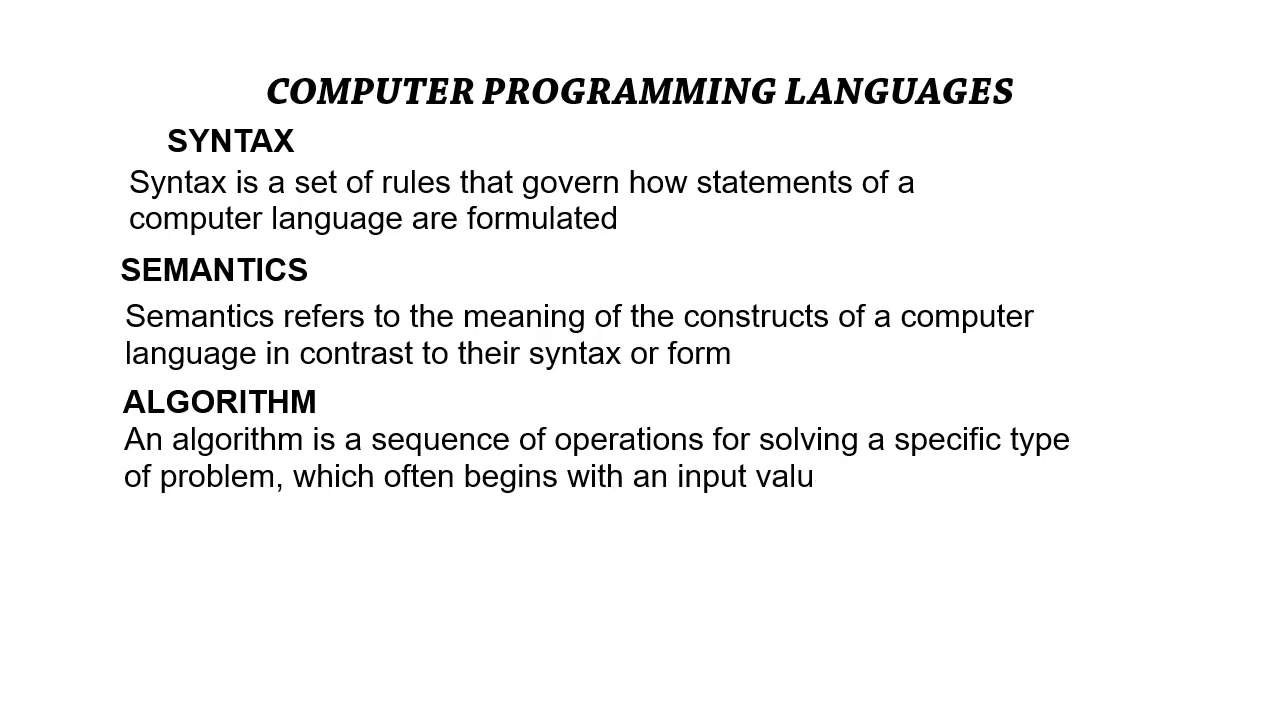 COMPUTER PROGRAMMING LANGUAGES
SYNTAX
Syntax is a set of rules that govern how statements of a
computer language are formulated
SEMANTICS
Semantics refers to the meaning of the constructs of a computer
language in contrast to their syntax or form
ALGORITHM
An algorithm is a sequence of operations for solving a specific type
of problem, which often begins with an input valu